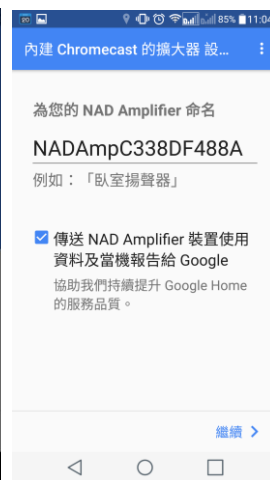 20 85% 11:04
內建 Chromecast 的擴大器 設...
為您的 NAD Amplifier 命名
NADAmpC338DF488A
例如：「臥室揚聲器」
傳送 NAD Amplifier 裝置使用
資料及當機報告給 Google
協助我們持續提升 Google Home
的服務品質。
繼續